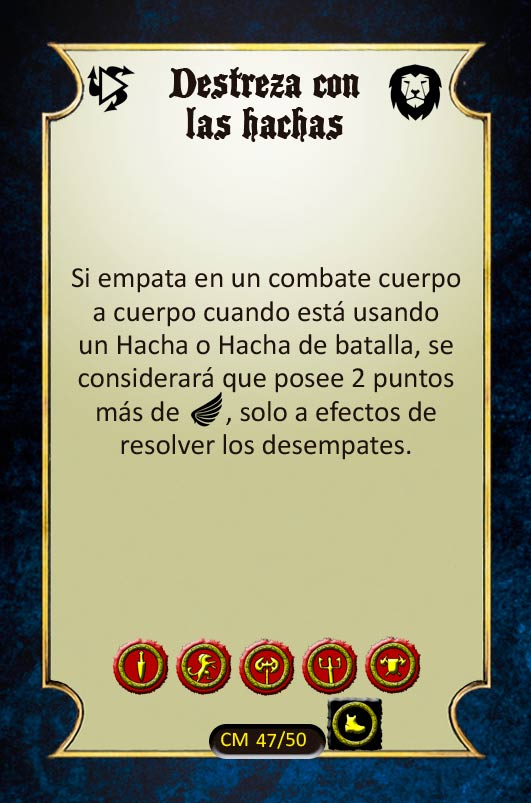 Destreza con
las hachas
Si empata en un combate cuerpo
a cuerpo cuando está usando
un Hacha o Hacha de batalla, se
considerará que posee 2 puntos
más de , solo a efectos de
resolver los desempates.
CM 47/50